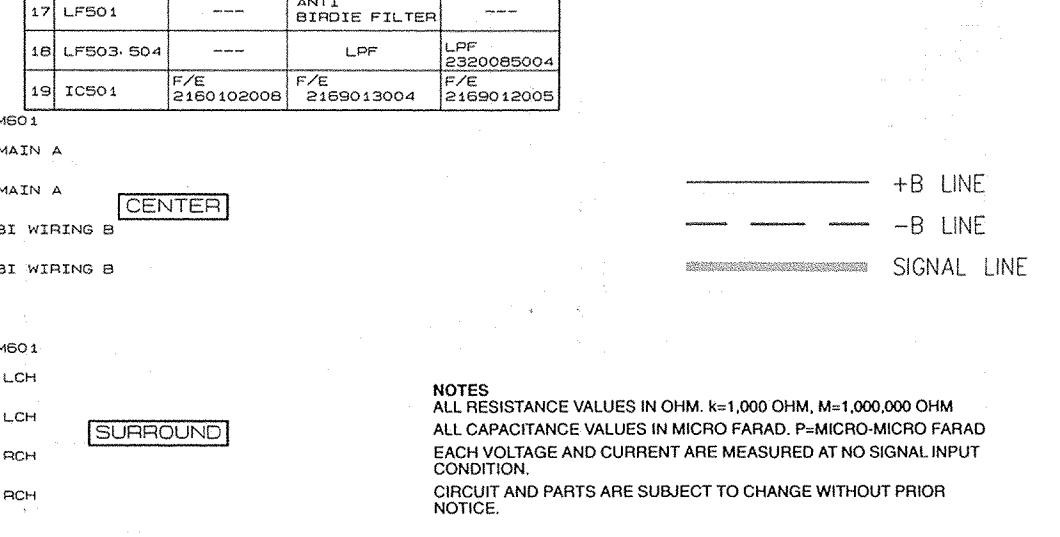 17 LF501 --- ANTI BIRDIE FILTER ---
18 LF503,504 --- LPF LPF 2320085004
19 IC501 F/E 2160102008 F/E 2169013004 F/E 2169012005
M601
MAIN A
MAIN A
CENTER
BI WIRING B
BI WIRING B
+B LINE
-B LINE
SIGNAL LINE
M601
LCH
LCH
SURROUND
RCH
RCH
NOTES
ALL RESISTANCE VALUES IN OHM. k=1,000 OHM, M=1,000,000 OHM
ALL CAPACITANCE VALUES IN MICRO FARAD. P=MICRO-MICRO FARAD
EACH VOLTAGE AND CURRENT ARE MEASURED AT NO SIGNAL INPUT
CONDITION.
CIRCUIT AND PARTS ARE SUBJECT TO CHANGE WITHOUT PRIOR
NOTICE.